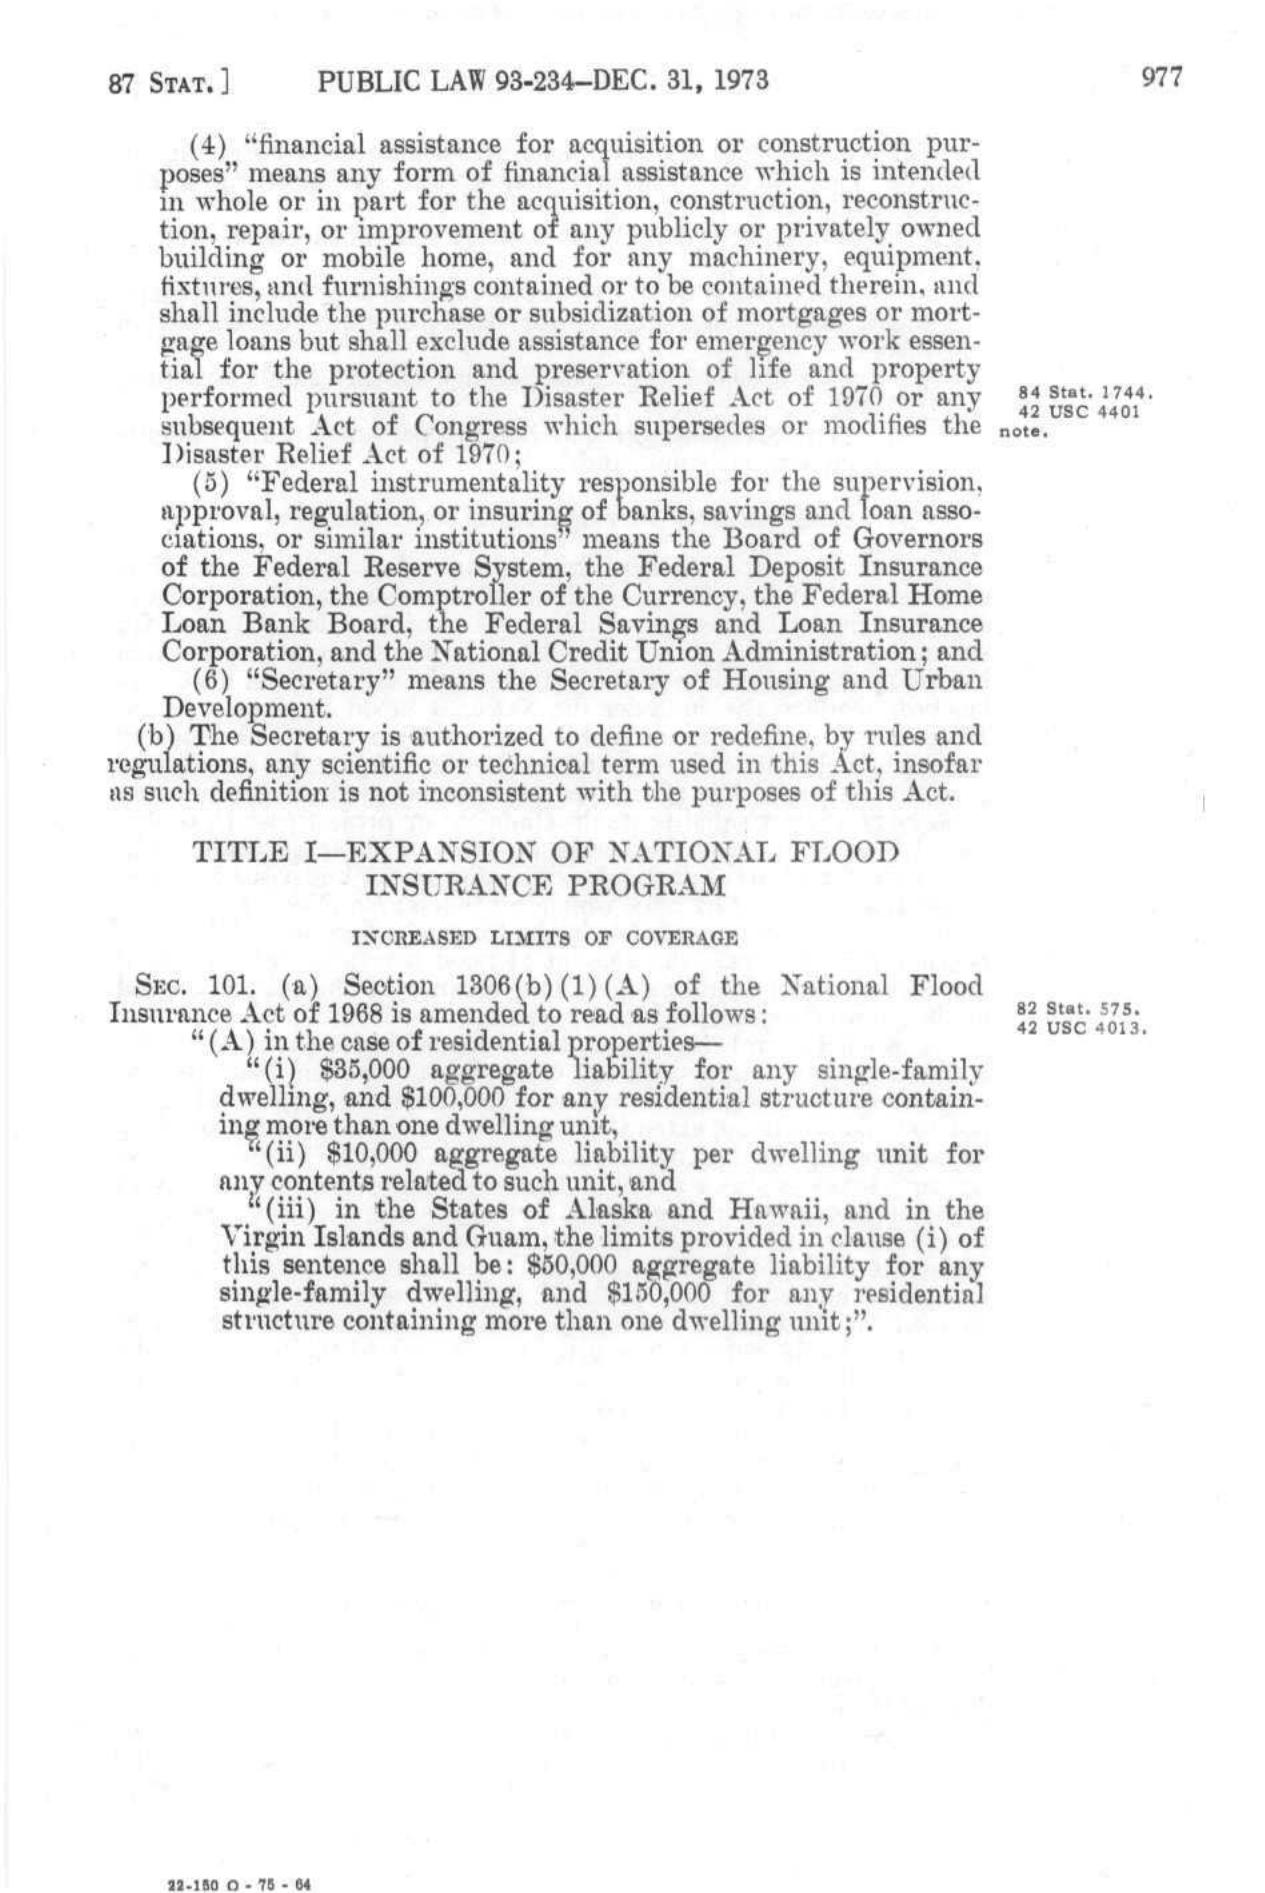 87 STAT. ] PUBLIC LAW 93-234–DEC. 31, 1973 977
(4) “financial assistance for acquisition or construction pur-
poses” means any form of financial assistance which is intended
in whole or in part for the acquisition, construction, reconstruc-
tion, repair, or improvement of any publicly or privately owned
building or mobile home, and for any machinery, equipment,
fixtures, and furnishings contained or to be contained therein, and
shall include the purchase or subsidization of mortgages or mort-
gage loans but shall exclude assistance for emergency work essen-
tial for the protection and preservation of life and property
performed pursuant to the Disaster Relief Act of 1970 or any
subsequent Act of Congress which supersedes or modifies the
Disaster Relief Act of 1970;
84 Stat. 1744.
42 USC 4401
note.
(5) “Federal instrumentality responsible for the supervision,
approval, regulation, or insuring of banks, savings and loan asso-
ciations, or similar institutions” means the Board of Governors
of the Federal Reserve System, the Federal Deposit Insurance
Corporation, the Comptroller of the Currency, the Federal Home
Loan Bank Board, the Federal Savings and Loan Insurance
Corporation, and the National Credit Union Administration; and
(6) “Secretary” means the Secretary of Housing and Urban
Development.
(b) The Secretary is authorized to define or redefine, by rules and
regulations, any scientific or technical term used in this Act, insofar
as such definition is not inconsistent with the purposes of this Act.
TITLE I—EXPANSION OF NATIONAL FLOOD
INSURANCE PROGRAM
INCREASED LIMITS OF COVERAGE
SEC. 101. (a) Section 1306(b)(1)(A) of the National Flood
Insurance Act of 1968 is amended to read as follows:
82 Stat. 575.
42 USC 4013.
“(A) in the case of residential properties—
“(i) $35,000 aggregate liability for any single-family
dwelling, and $100,000 for any residential structure contain-
ing more than one dwelling unit,
“(ii) $10,000 aggregate liability per dwelling unit for
any contents related to such unit, and
“(iii) in the States of Alaska and Hawaii, and in the
Virgin Islands and Guam, the limits provided in clause (i) of
this sentence shall be: $50,000 aggregate liability for any
single-family dwelling, and $150,000 for any residential
structure containing more than one dwelling unit;”.
22-150 O - 75 - 64